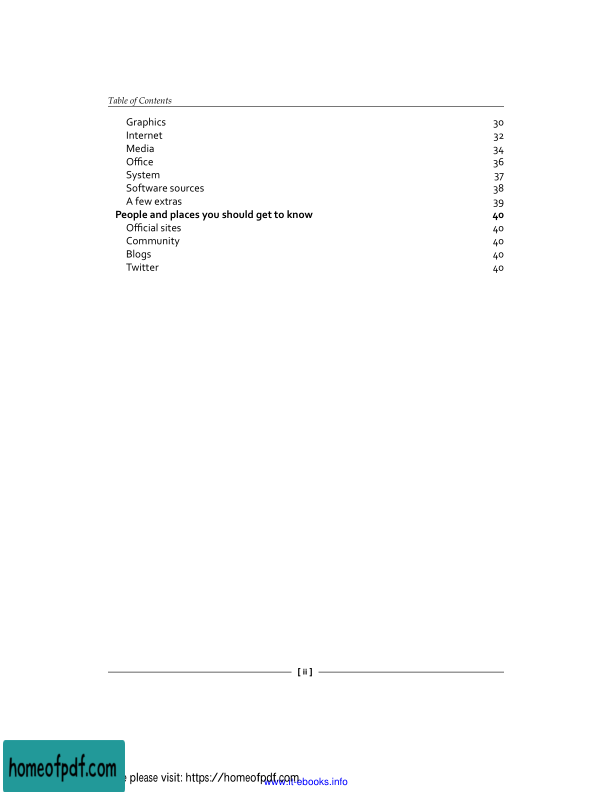 Table of Contents
Graphics 30
Internet 32
Media 34
Office 36
System 37
Software sources 38
A few extras 39
People and places you should get to know 40
Official sites 40
Community 40
Blogs 40
Twitter 40
[ ii ]
homeofpdf.com
please visit: https://homeofpdf.com
www.it-ebooks.info